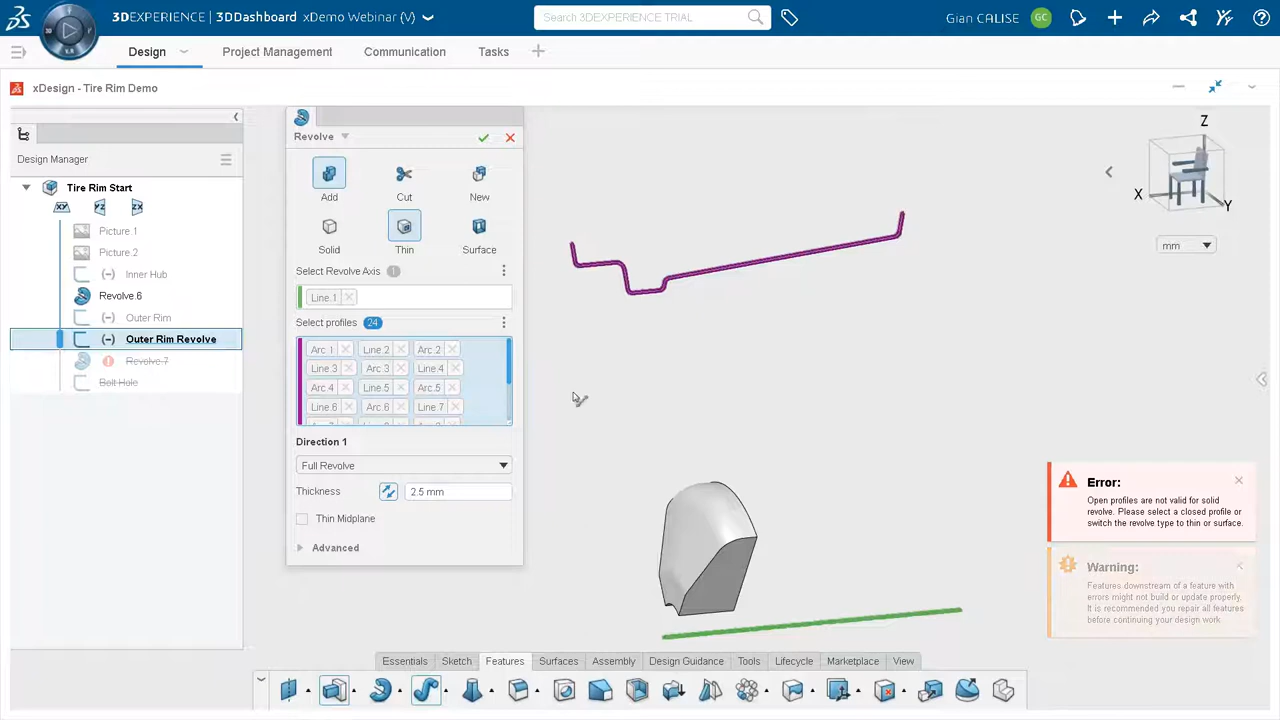 3DEXPERIENCE | 3DDashboard xDemo Webinar (V)
Search 3DEXPERIENCE TRIAL
Gian CALISE GC
3D
V.R
Design
Project Management
Communication
Tasks
xDesign - Tire Rim Demo
Design Manager
Tire Rim Start
XY YZ ZX
Picture.1
Picture.2
(-) Inner Hub
Revolve.6
(-) Outer Rim
(-) Outer Rim Revolve
Revolve.7
Bolt Hole
Revolve
Add
Cut
New
Solid
Thin
Surface
Select Revolve Axis
Line.1
Select profiles 24
Arc.1 Line.2 Arc.2
Line.3 Arc.3 Line.4
Arc.4 Line.5 Arc.5
Line.6 Arc.6 Line.7
Direction 1
Full Revolve
Thickness 2.5 mm
Thin Midplane
Advanced
Z
X
Y
mm
Error:
Open profiles are not valid for solid
revolve. Please select a closed profile or
switch the revolve type to thin or surface.
Warning:
Features downstream of a feature with
errors might not build or update properly.
It is recommended you repair all features
before continuing your design work
Essentials Sketch Features Surfaces Assembly Design Guidance Tools Lifecycle Marketplace View